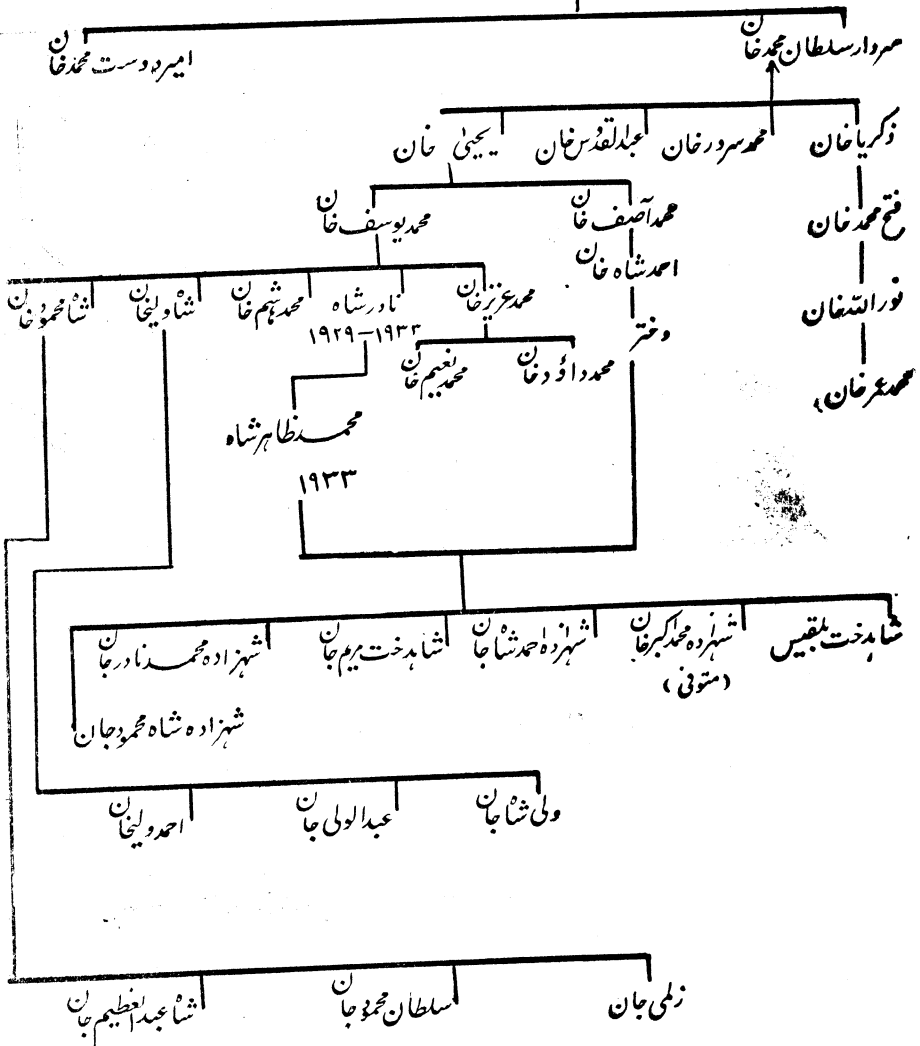 سردار سلطان محمد خان
امیر دوست محمد خان
ذکریا خان
محمد سرور خان
عبدالقدوس خان
یحییٰ خان
فتح محمد خان
محمد آصف خان
محمد یوسف خان
نور اللہ خان
احمد شاہ خان
محمد عزیز خان
نادر شاہ
۱۹۲۹-۱۹۳۳
محمد ہشم خان
شاہ ولیخان
شاہ محمود خان
محمد عمر خان
دختر
محمد داؤد خان
محمد نعیم خان
محمد ظاہر شاہ
۱۹۳۳
شاہدخت بلقیس
شہزادہ محمد اکبر خان
(متوفی)
شہزادہ احمد شاہ جان
شاہدخت مریم جان
شہزادہ محمد نادر جان
شہزادہ شاہ محمود جان
ولی شاہ جان
عبدالولی جان
احمد ولیخان
زلمی جان
سلطان محمود جان
شاہ عبدالعظیم جان